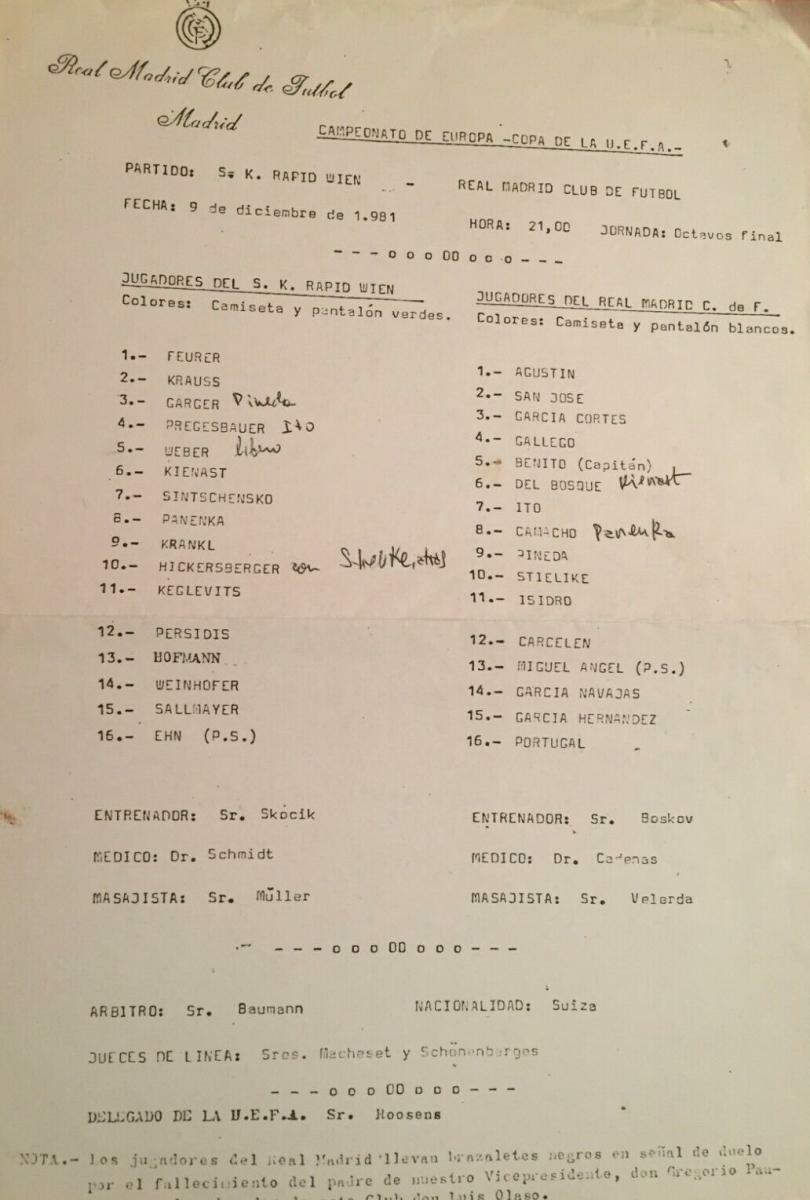 Real Madrid Club de Futbol
Madrid
CAMPEONATO DE EUROPA -COPA DE LA U.E.F.A.-
PARTIDO: S. K. RAPID WIEN - REAL MADRID CLUB DE FUTBOL
FECHA: 9 de diciembre de 1.981 HORA: 21,00 JORNADA: Octavos final
---oooOOooo---
JUGADORES DEL S. K. RAPID WIEN
Colores: Camiseta y pantalón verdes.
1.- FEURER
2.- KRAUSS
3.- GARGER Pineda
4.- PREGESBAUER Ito
5.- WEBER libero
6.- KIENAST
7.- SINTSCHENSKO
8.- PANENKA
9.- KRANKL
10.- HICKERSBERGER con
11.- KEGLEVITS
12.- PERSIDIS
13.- HOFMANN
14.- WEINHOFER
15.- SALLMAYER
16.- EHN (P.S.)
JUGADORES DEL REAL MADRID C. de F.
Colores: Camiseta y pantalón blancos.
1.- AGUSTIN
2.- SAN JOSE
3.- GARCIA CORTES
4.- GALLEGO
5.- BENITO (Capitán)
6.- DEL BOSQUE Kienast
7.- ITO
8.- CAMACHO Panenka
9.- PINEDA
10.- STIELIKE
11.- ISIDRO
12.- CARCELEN
13.- MIGUEL ANGEL (P.S.)
14.- GARCIA NAVAJAS
15.- GARCIA HERNANDEZ
16.- PORTUGAL
ENTRENADOR: Sr. Skocik
MEDICO: Dr. Schmidt
MASAJISTA: Sr. Müller
ENTRENADOR: Sr. Boskov
MEDICO: Dr. Cadenas
MASAJISTA: Sr. Velerda
---oooOOooo---
ARBITRO: Sr. Baumann NACIONALIDAD: Suiza
JUECES DE LINEA: Sres. Macheset y Schönenberges
---oooOOooo---
DELEGADO DE LA U.E.F.A. Sr. Roosens
NOTA.- Los jugadores del Real Madrid llevan brazaletes negros en señal de duelo
por el fallecimiento del padre de nuestro Vicepresidente, don Gregorio Pau-
Club don Luis Olaso.